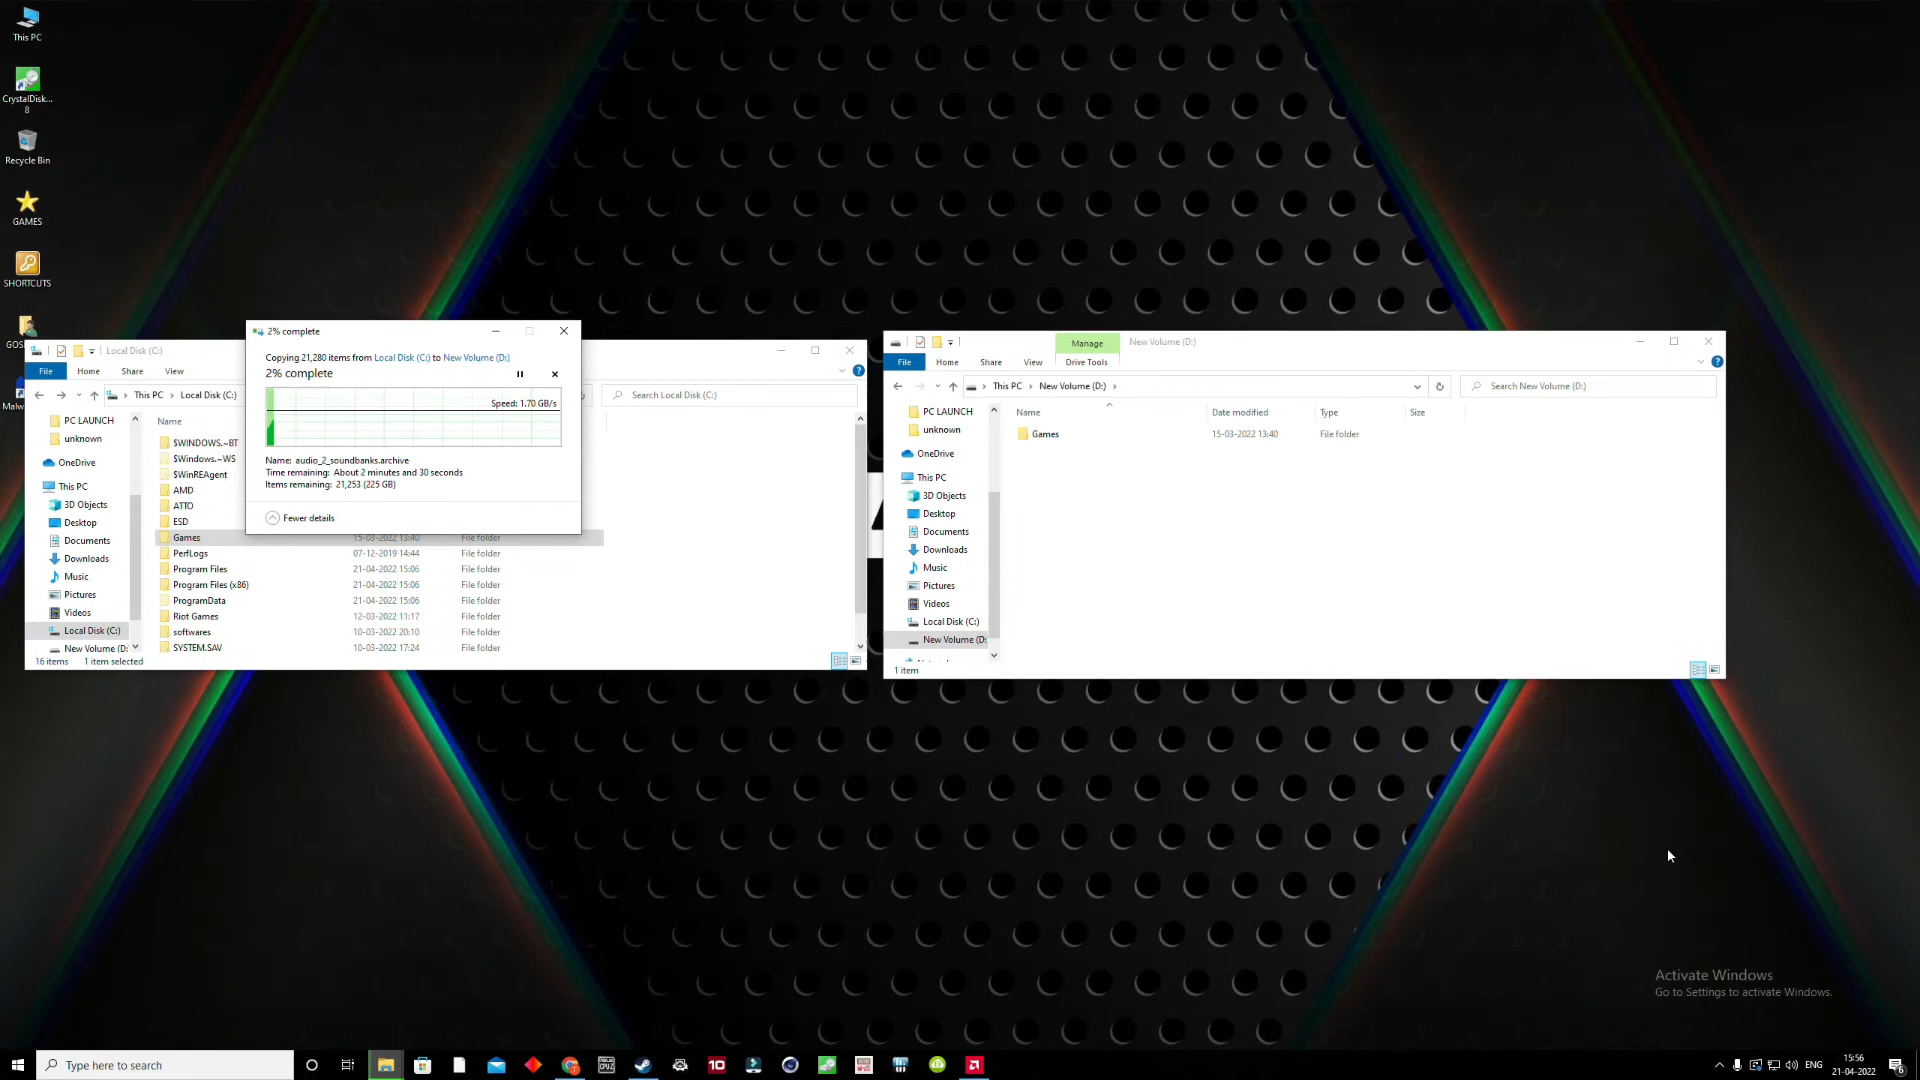 This PC
CrystalDisk...
8
Recycle Bin
GAMES
SHORTCUTS
GOS
Malw
2% complete
Copying 21,280 items from Local Disk (C:) to New Volume (D:)
2% complete
Speed: 1.70 GB/s
Name: audio_2_soundbanks.archive
Time remaining: About 2 minutes and 30 seconds
Items remaining: 21,253 (225 GB)
Fewer details
Local Disk (C:)
File Home Share View
This PC > Local Disk (C:)
Search Local Disk (C:)
PC LAUNCH
unknown
OneDrive
This PC
3D Objects
Desktop
Documents
Downloads
Music
Pictures
Videos
Local Disk (C:)
New Volume (D:
Name
$WINDOWS.~BT
$Windows.~WS
$WinREAgent
AMD
ATTO
ESD
Games 15-03-2022 13:40 File folder
PerfLogs 07-12-2019 14:44 File folder
Program Files 21-04-2022 15:06 File folder
Program Files (x86) 21-04-2022 15:06 File folder
ProgramData 21-04-2022 15:06 File folder
Riot Games 12-03-2022 11:17 File folder
softwares 10-03-2022 20:10 File folder
SYSTEM.SAV 10-03-2022 17:24 File folder
16 items 1 item selected
Manage New Volume (D:)
File Home Share View Drive Tools
This PC > New Volume (D:) >
Search New Volume (D:)
PC LAUNCH
unknown
OneDrive
This PC
3D Objects
Desktop
Documents
Downloads
Music
Pictures
Videos
Local Disk (C:)
New Volume (D:
Name Date modified Type Size
Games 15-03-2022 13:40 File folder
1 item
Activate Windows
Go to Settings to activate Windows.
Type here to search
10
ENG
15:56
21-04-2022